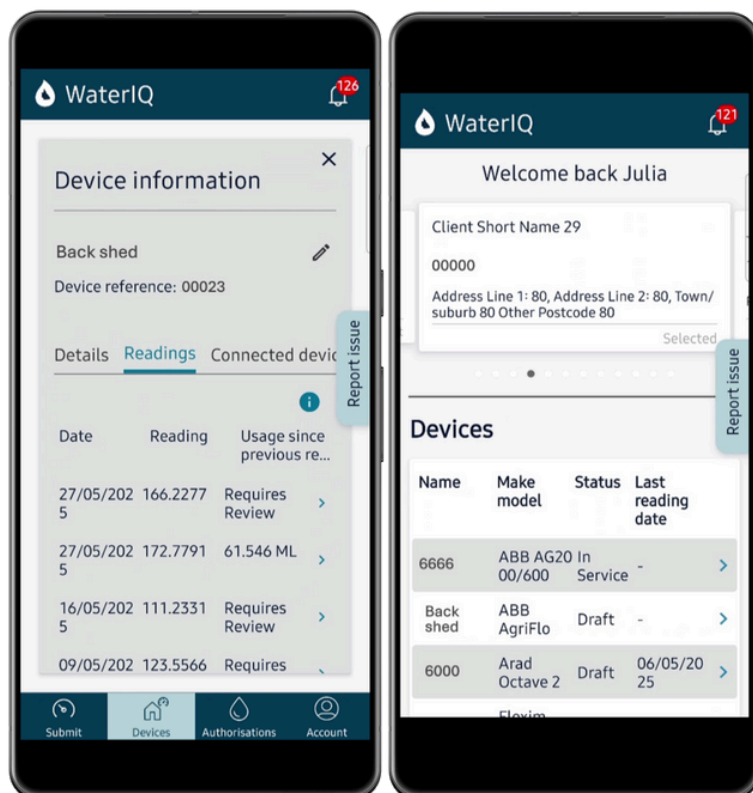 WaterIQ
126
Device information
Back shed
Device reference: 00023
Details Readings Connected devic
Report issue
Date Reading Usage since
previous re...
27/05/202 166.2277 Requires
5 Review
27/05/202 172.7791 61.546 ML
5
16/05/202 111.2331 Requires
5 Review
09/05/202 123.5566 Requires
Submit Devices Authorisations Account
WaterIQ
121
Welcome back Julia
Client Short Name 29
00000
Address Line 1: 80, Address Line 2: 80, Town/
suburb 80 Other Postcode 80
Selected
Report issue
Devices
Name Make Status Last
model reading
date
6666 ABB AG20 In -
00/600 Service
Back ABB Draft -
shed AgriFlo
6000 Arad Draft 06/05/20
Octave 2 25
Flexim